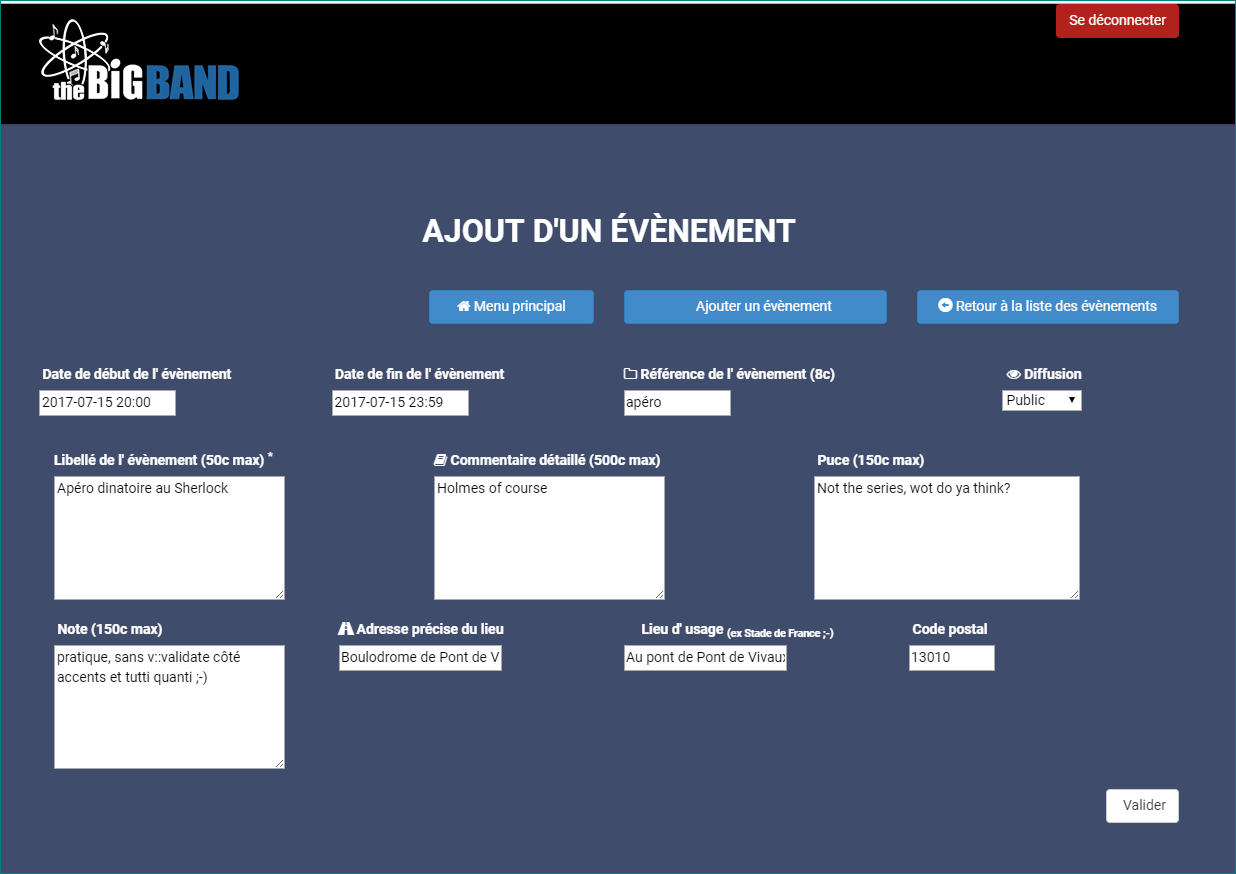 Se déconnecter
the BiG BAND
AJOUT D'UN ÉVÈNEMENT
Menu principal
Ajouter un évènement
Retour à la liste des évènements
Date de début de l' évènement
Date de fin de l' évènement
Référence de l' évènement (8c)
Diffusion
2017-07-15 20:00
2017-07-15 23:59
apéro
Public
Libellé de l' évènement (50c max) *
Commentaire détaillé (500c max)
Puce (150c max)
Apéro dinatoire au Sherlock
Holmes of course
Not the series, wot do ya think?
Note (150c max)
Adresse précise du lieu
Lieu d' usage (ex Stade de France ;-)
Code postal
pratique, sans v::validate côté
accents et tutti quanti ;-)
Boulodrome de Pont de V
Au pont de Pont de Vivaux
13010
Valider